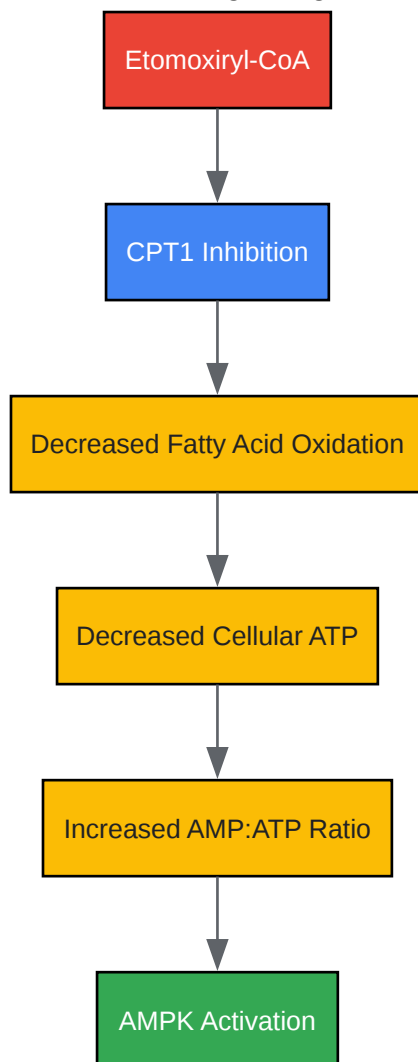 Etomoxiryl-CoA
CPT1 Inhibition
Decreased Fatty Acid Oxidation
Decreased Cellular ATP
Increased AMP:ATP Ratio
AMPK Activation